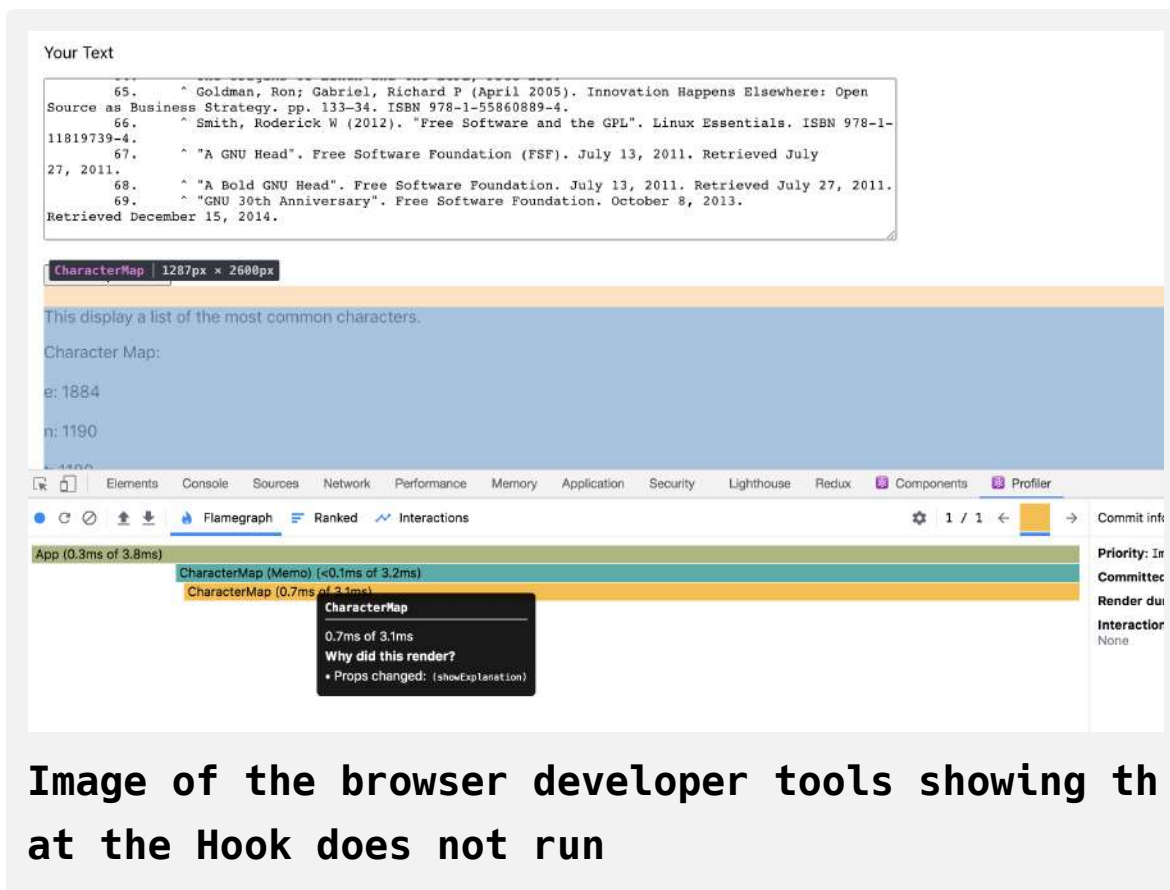 Your Text
65. ^ Goldman, Ron; Gabriel, Richard P (April 2005). Innovation Happens Elsewhere: Open
Source as Business Strategy. pp. 133–34. ISBN 978-1-55860889-4.
66. ^ Smith, Roderick W (2012). "Free Software and the GPL". Linux Essentials. ISBN 978-1-
11819739-4.
67. ^ "A GNU Head". Free Software Foundation (FSF). July 13, 2011. Retrieved July
27, 2011.
68. ^ "A Bold GNU Head". Free Software Foundation. July 13, 2011. Retrieved July 27, 2011.
69. ^ "GNU 30th Anniversary". Free Software Foundation. October 8, 2013.
Retrieved December 15, 2014.
CharacterMap | 1287px × 2600px
This display a list of the most common characters.
Character Map:
e: 1884
n: 1190
Elements Console Sources Network Performance Memory Application Security Lighthouse Redux Components Profiler
Flamegraph Ranked Interactions 1 / 1 Commit info
App (0.3ms of 3.8ms) Priority: Im
CharacterMap (Memo) (<0.1ms of 3.2ms) Committed
CharacterMap (0.7ms of 3.1ms) Render dur
CharacterMap
Interaction
None
0.7ms of 3.1ms
Why did this render?
• Props changed: (showExplanation)
Image of the browser developer tools showing th
at the Hook does not run